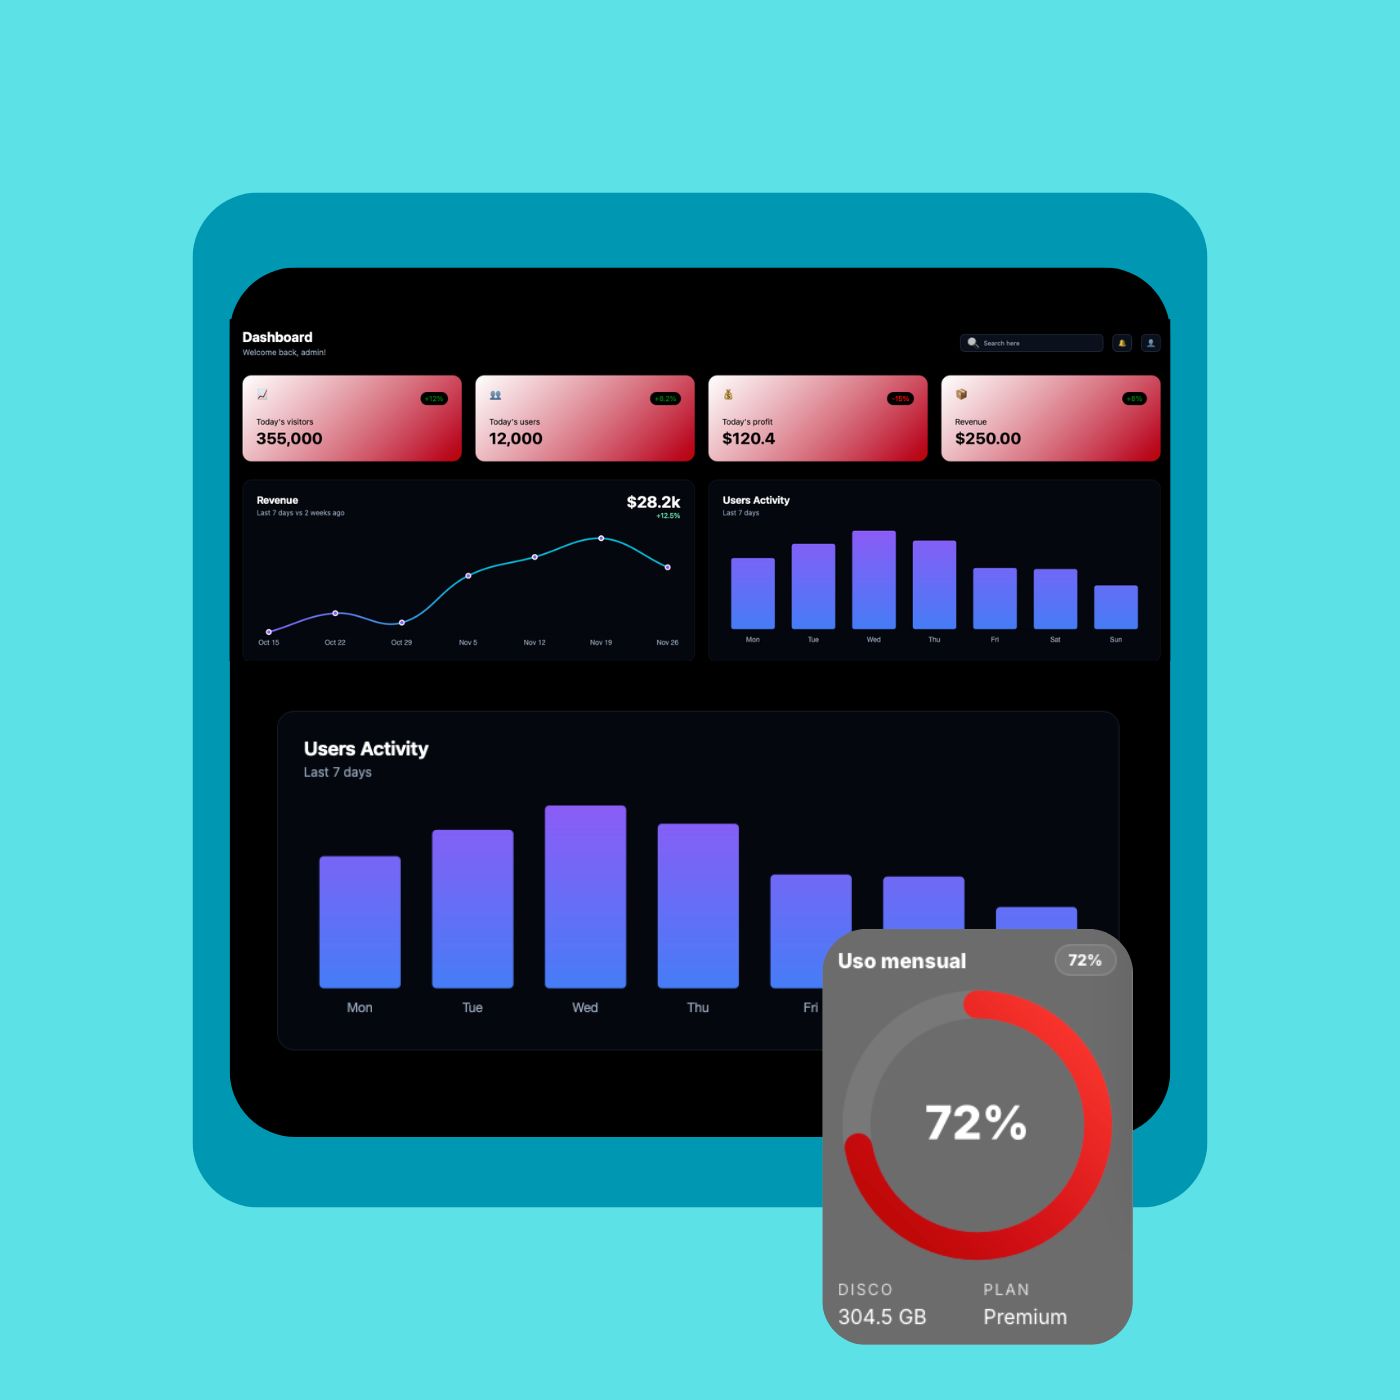 Dashboard
Welcome back, admin!
Search here
+12%
Today's visitors
355,000
+8.2%
Today's users
12,000
-15%
Today's profit
$120.4
+8%
Revenue
$250.00
Revenue
Last 7 days vs 2 weeks ago
$28.2k
+12.5%
Oct 15 Oct 22 Oct 29 Nov 5 Nov 12 Nov 19 Nov 26
Users Activity
Last 7 days
Mon Tue Wed Thu Fri Sat Sun
Users Activity
Last 7 days
Mon Tue Wed Thu Fri
Uso mensual
72%
72%
DISCO PLAN
304.5 GB Premium